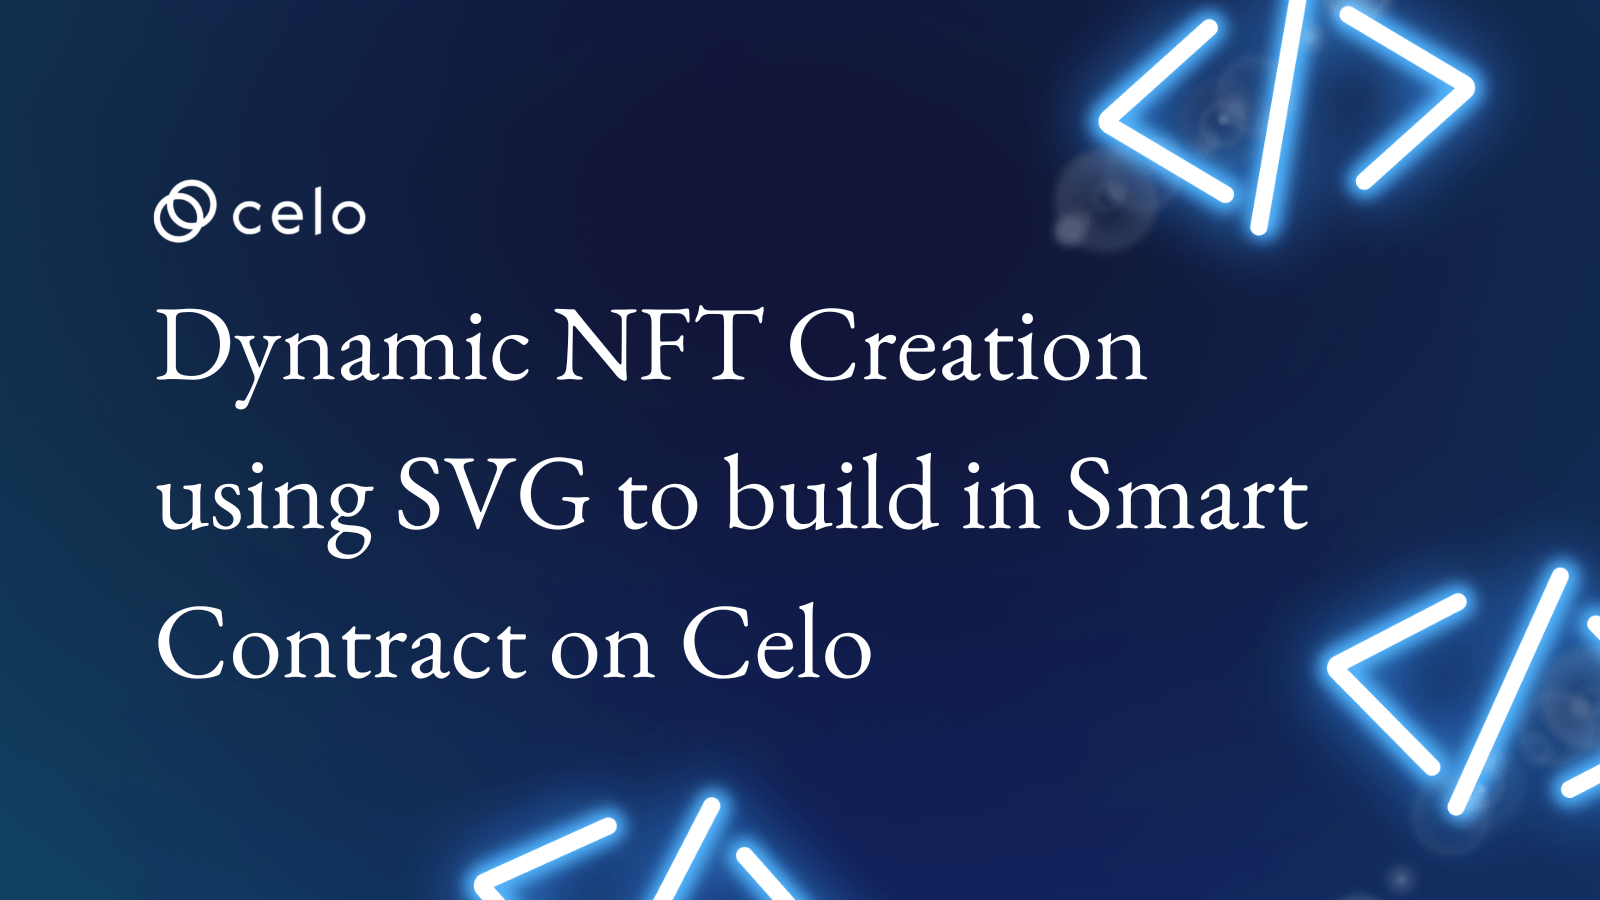 celo
Dynamic NFT Creation
using SVG to build in Smart
Contract on Celo